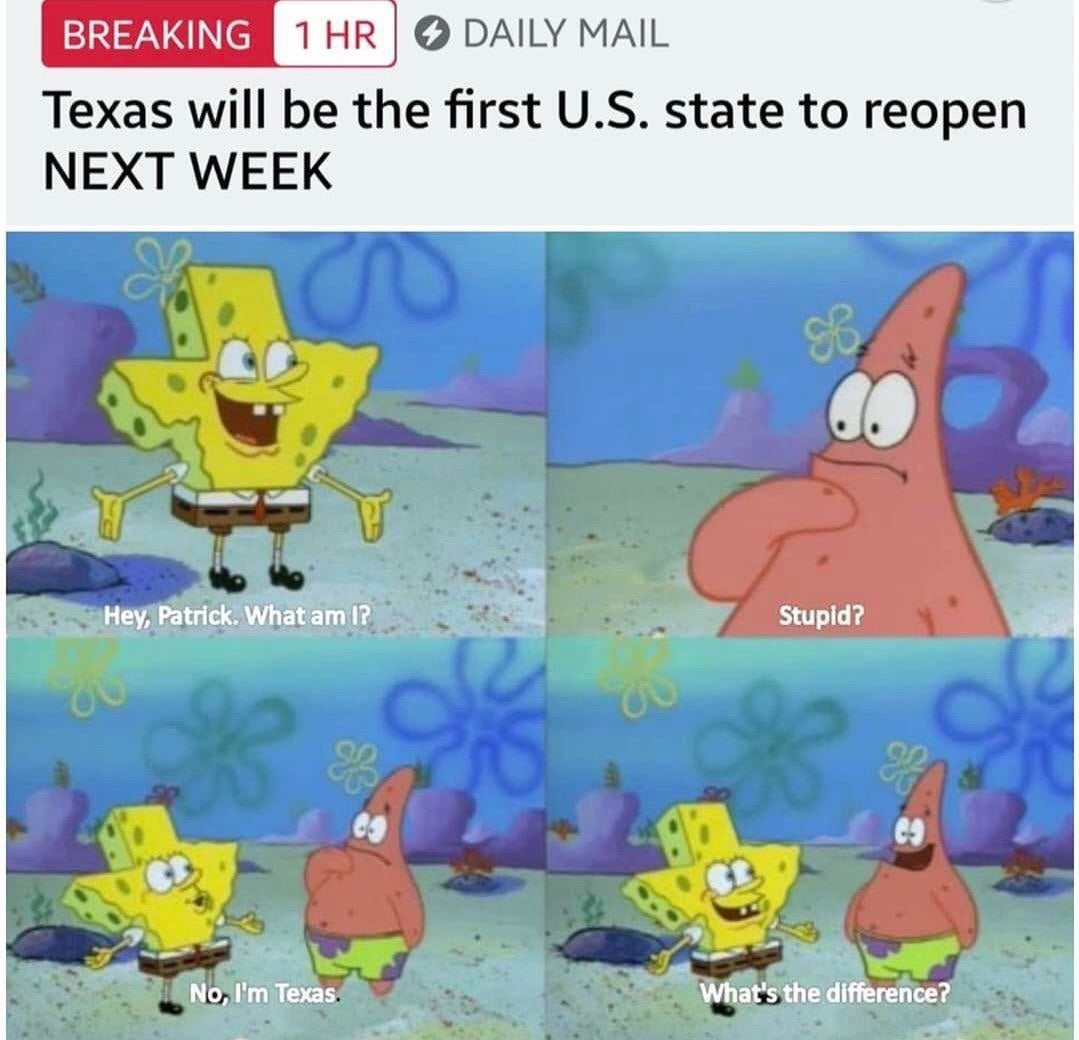 BREAKING 1 HR DAILY MAIL
Texas will be the first U.S. state to reopen
NEXT WEEK
Hey, Patrick. What am I?
Stupid?
No, I'm Texas.
What's the difference?